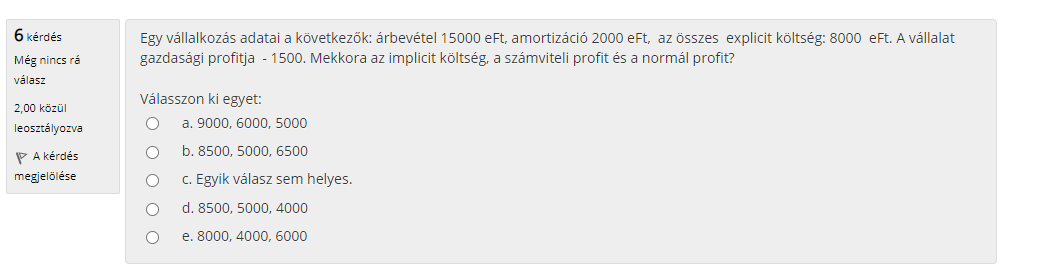 6 kérdés
Még nincs rá
válasz
2,00 közül
leosztályozva
A kérdés
megjelölése
Egy vállalkozás adatai a következők: árbevétel 15000 eFt, amortizáció 2000 eFt, az összes explicit költség: 8000 eFt. A vállalat
gazdasági profitja - 1500. Mekkora az implicit költség, a számviteli profit és a normál profit?
Válasszon ki egyet:
a. 9000, 6000, 5000
b. 8500, 5000, 6500
c. Egyik válasz sem helyes.
d. 8500, 5000, 4000
e. 8000, 4000, 6000